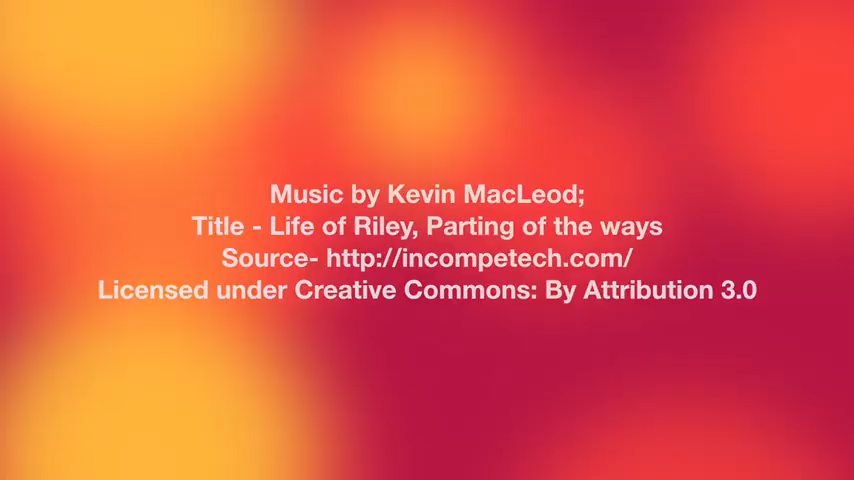 Music by Kevin MacLeod;
Title - Life of Riley, Parting of the ways
Source- http://incompetech.com/
Licensed under Creative Commons: By Attribution 3.0